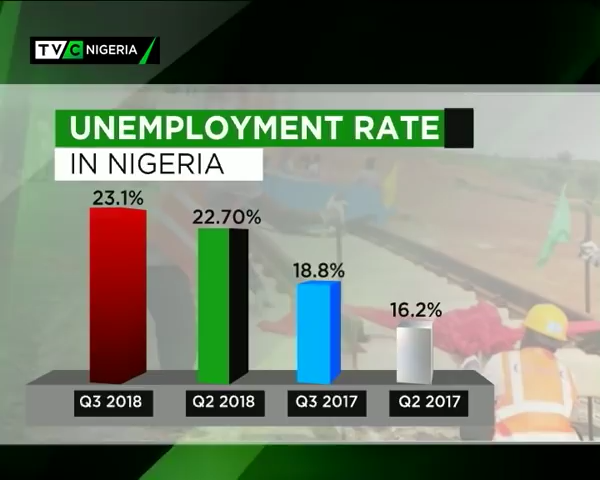 TVC NIGERIA
UNEMPLOYMENT RATE
IN NIGERIA
23.1%
22.70%
18.8%
16.2%
Q3 2018
Q2 2018
Q3 2017
Q2 2017